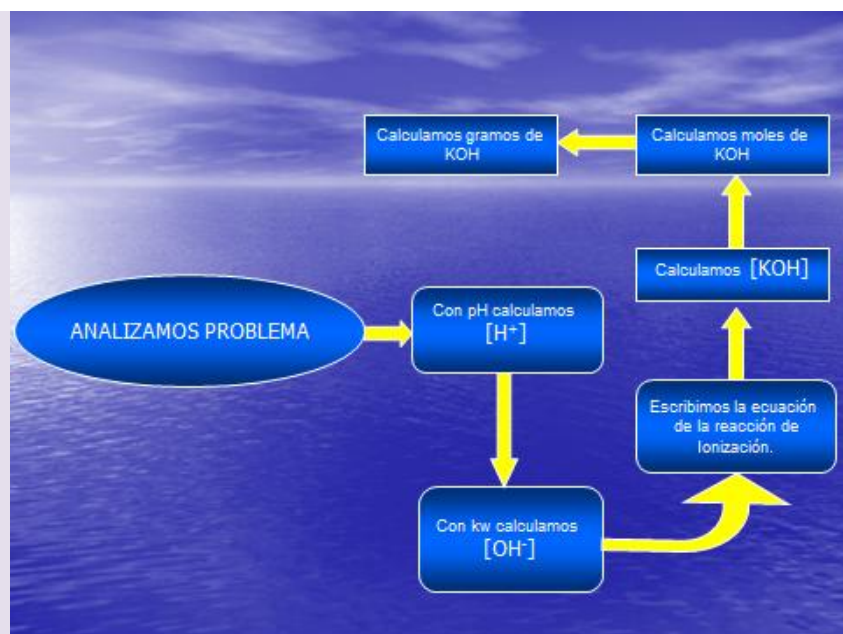 ANALIZAMOS PROBLEMA
Con pH calculamos
[H⁺]
Con kw calculamos
[OH⁻]
Escribimos la ecuación
de la reacción de
Ionización.
Calculamos [KOH]
Calculamos moles de
KOH
Calculamos gramos de
KOH